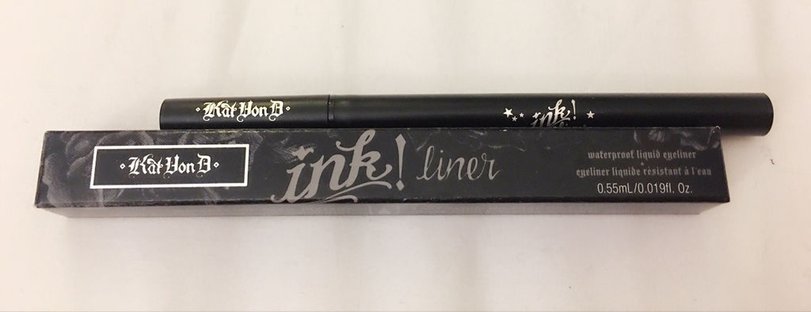 Kat Von D
ink!
Kat Von D
ink! liner
waterproof liquid eyeliner
eyeliner liquide résistant à l'eau
0.55mL/0.019fl. Oz.